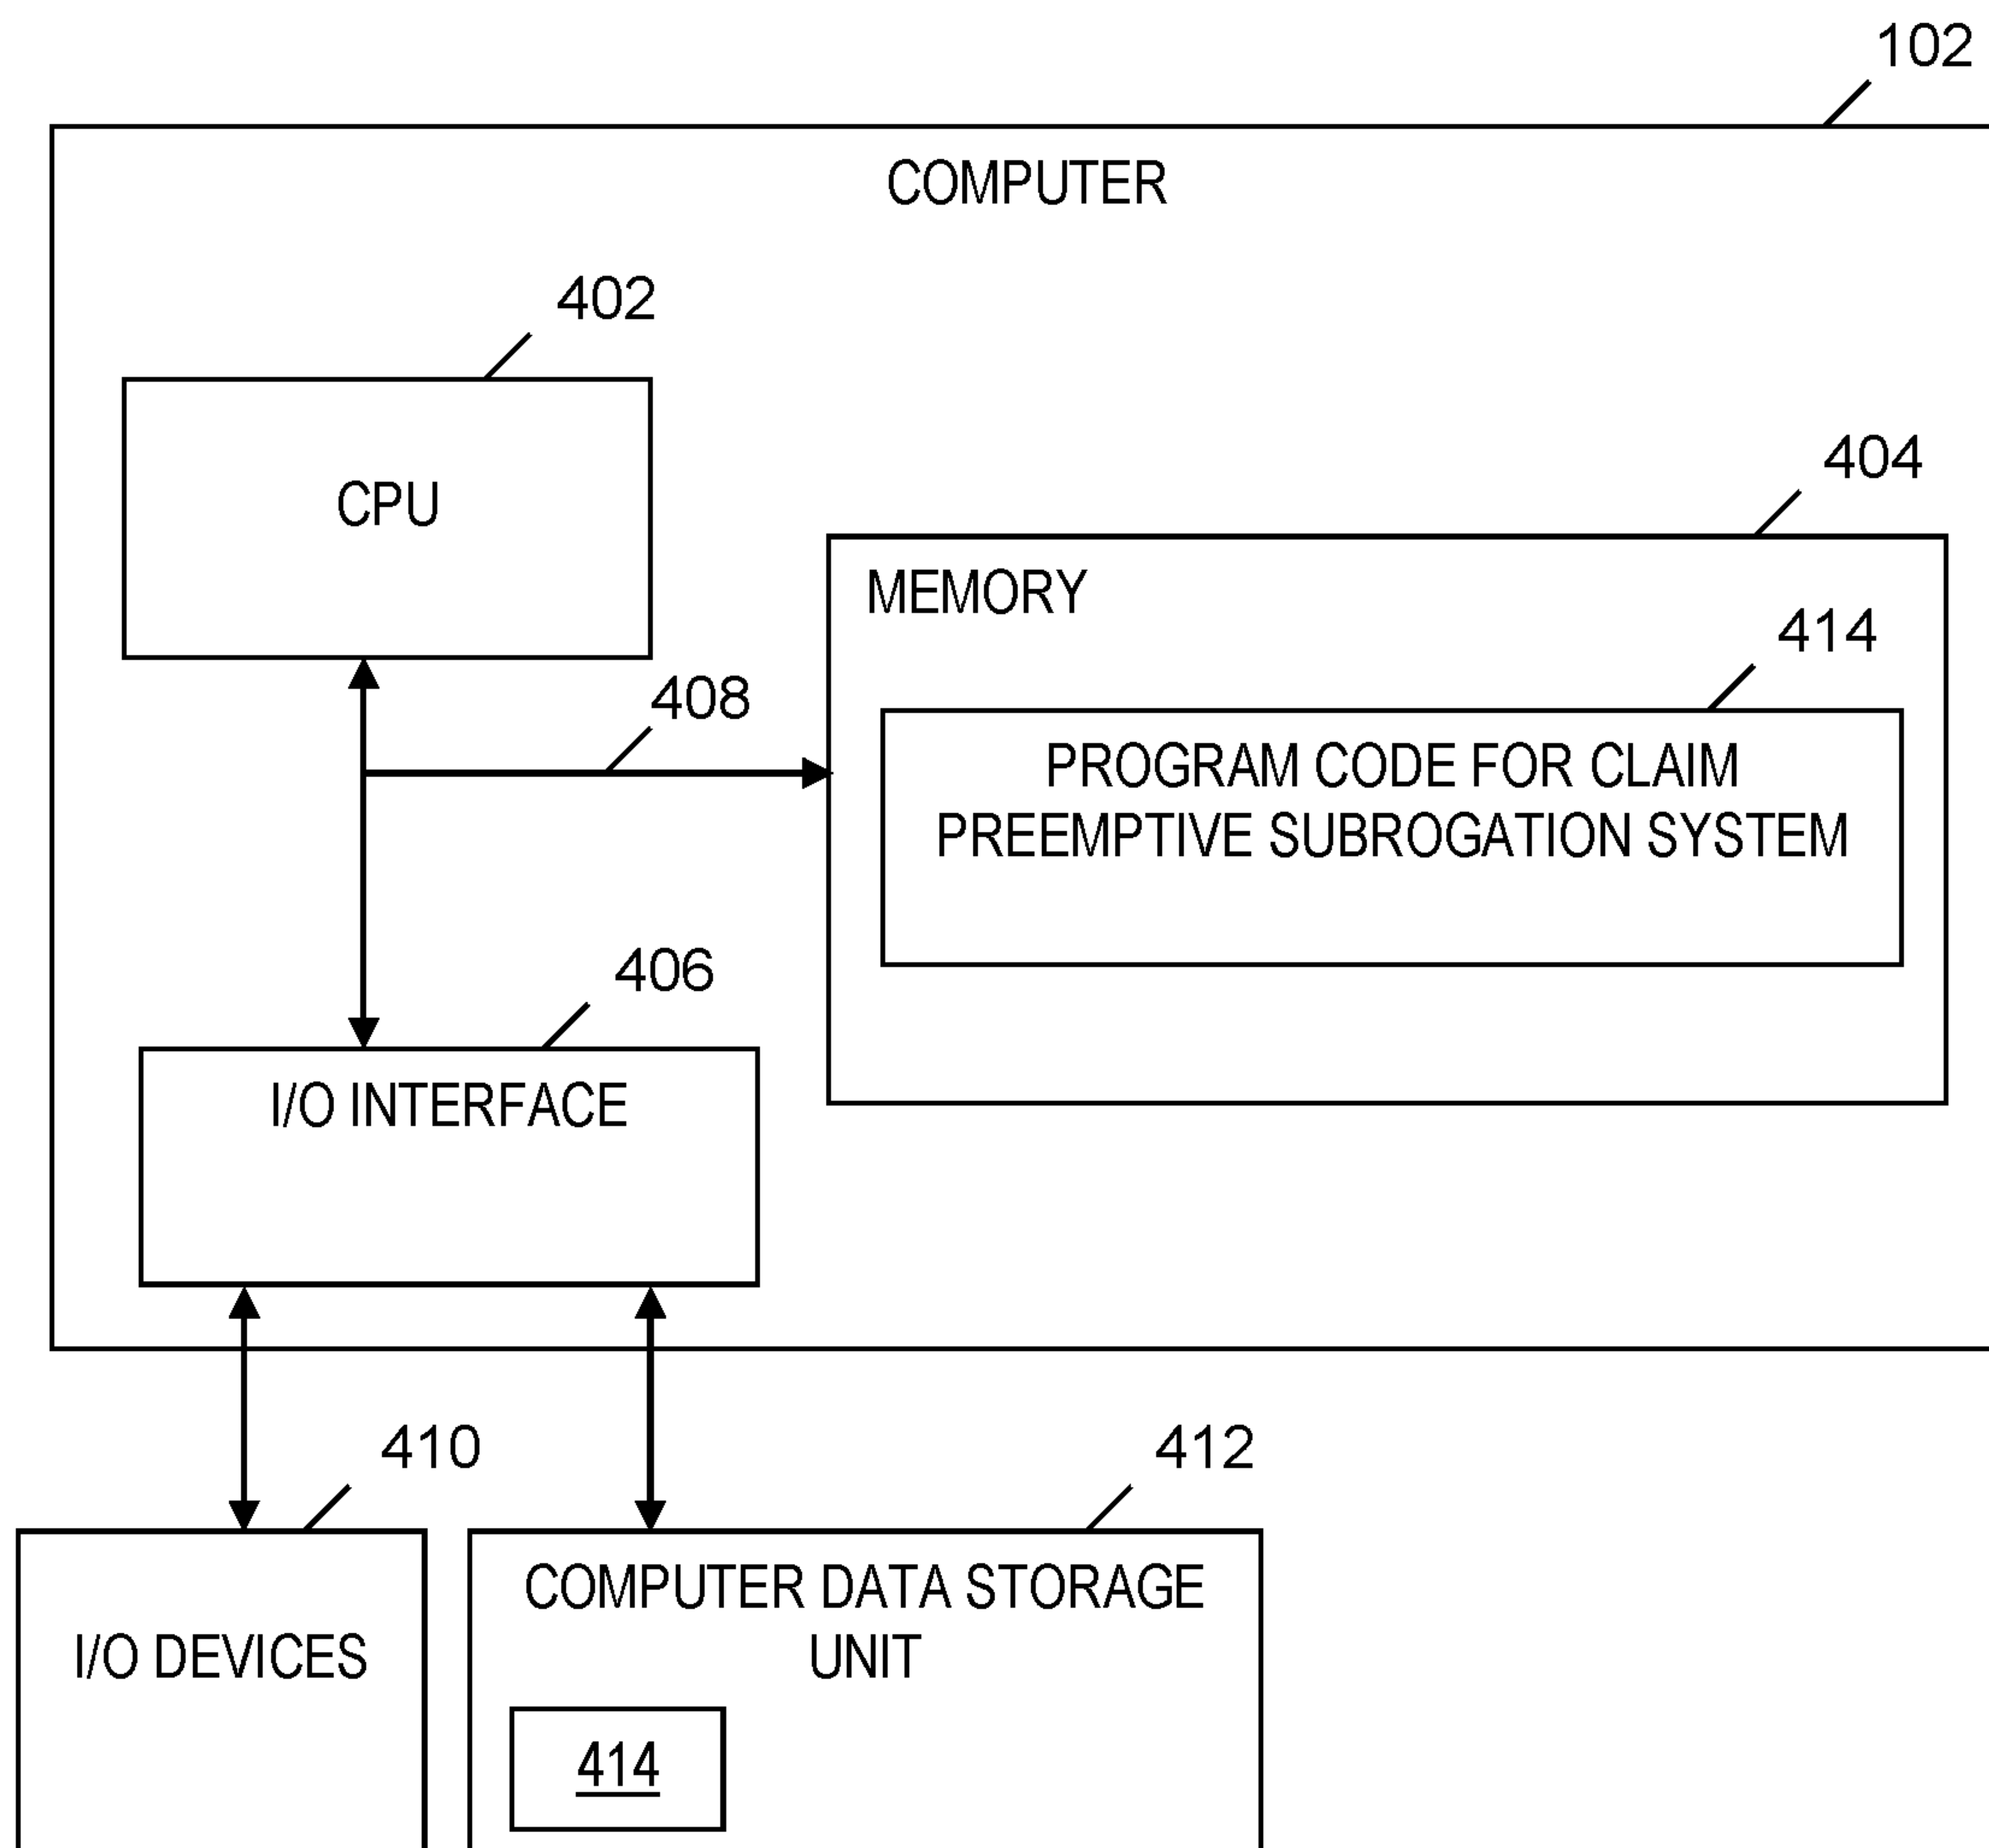 102
COMPUTER
402
CPU
404
MEMORY
414
408
PROGRAM CODE FOR CLAIM
PREEMPTIVE SUBROGATION SYSTEM
406
I/O INTERFACE
410
412
I/O DEVICES
COMPUTER DATA STORAGE
UNIT
414